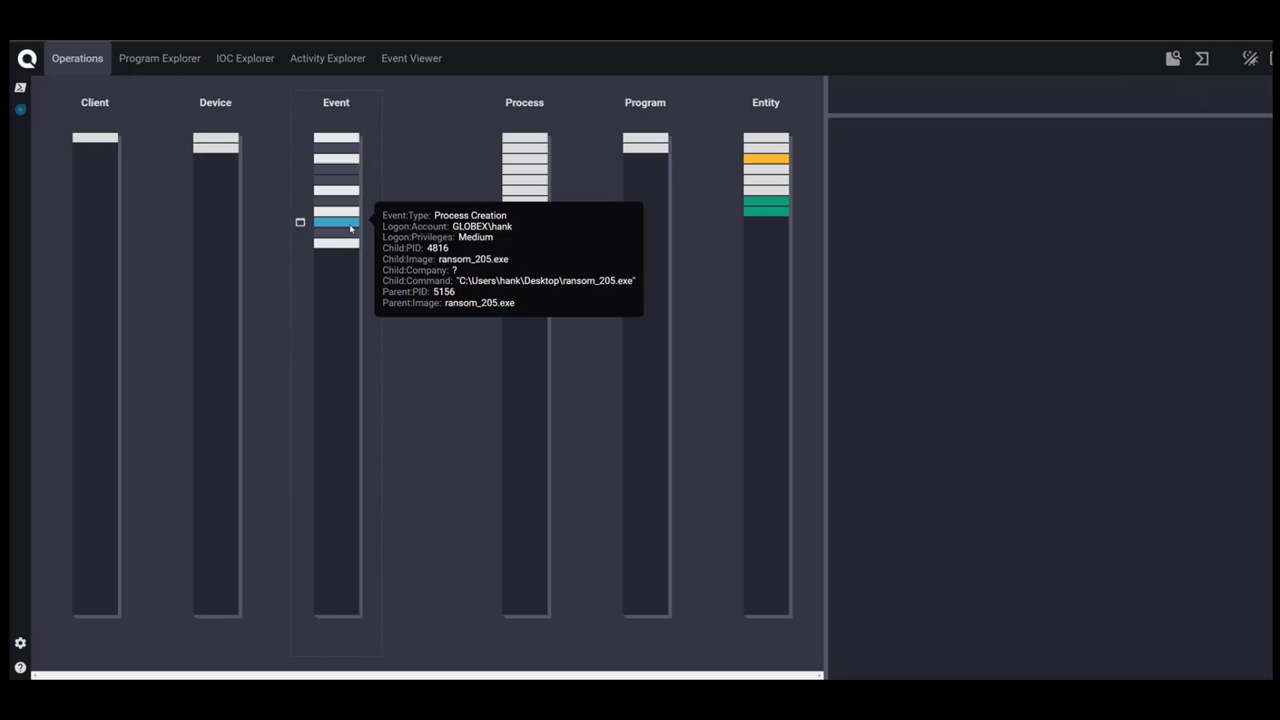 Operations Program Explorer IOC Explorer Activity Explorer Event Viewer
Client Device Event Process Program Entity
Event:Type: Process Creation
Logon:Account: GLOBEX\hank
Logon:Privileges: Medium
Child:PID: 4816
Child:Image: ransom_205.exe
Child:Company: ?
Child:Command: "C:\Users\hank\Desktop\ransom_205.exe"
Parent:PID: 5156
Parent:Image: ransom_205.exe